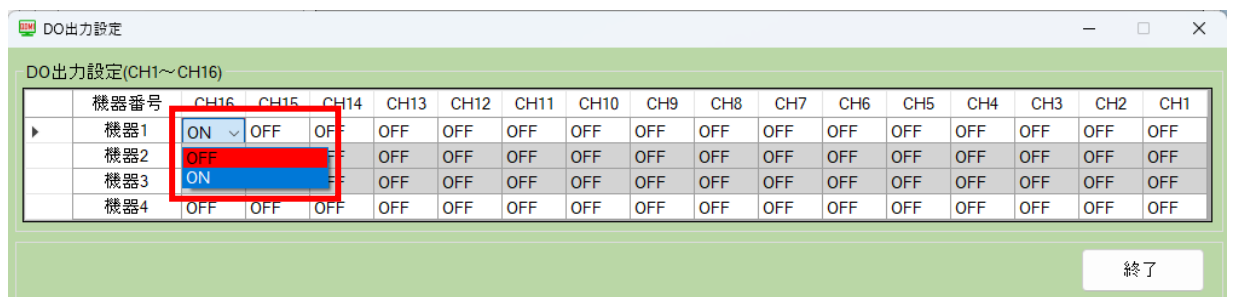 DO出力設定
DO出力設定(CH1～CH16)
機器番号 CH16 CH15 CH14 CH13 CH12 CH11 CH10 CH9 CH8 CH7 CH6 CH5 CH4 CH3 CH2 CH1
機器1 ON OFF OFF OFF OFF OFF OFF OFF OFF OFF OFF OFF OFF OFF OFF OFF
機器2 OFF OFF OFF OFF OFF OFF OFF OFF OFF OFF OFF OFF OFF OFF
機器3 ON OFF OFF OFF OFF OFF OFF OFF OFF OFF OFF OFF OFF OFF
機器4 OFF OFF OFF OFF OFF OFF OFF OFF OFF OFF OFF OFF OFF OFF OFF OFF
終了